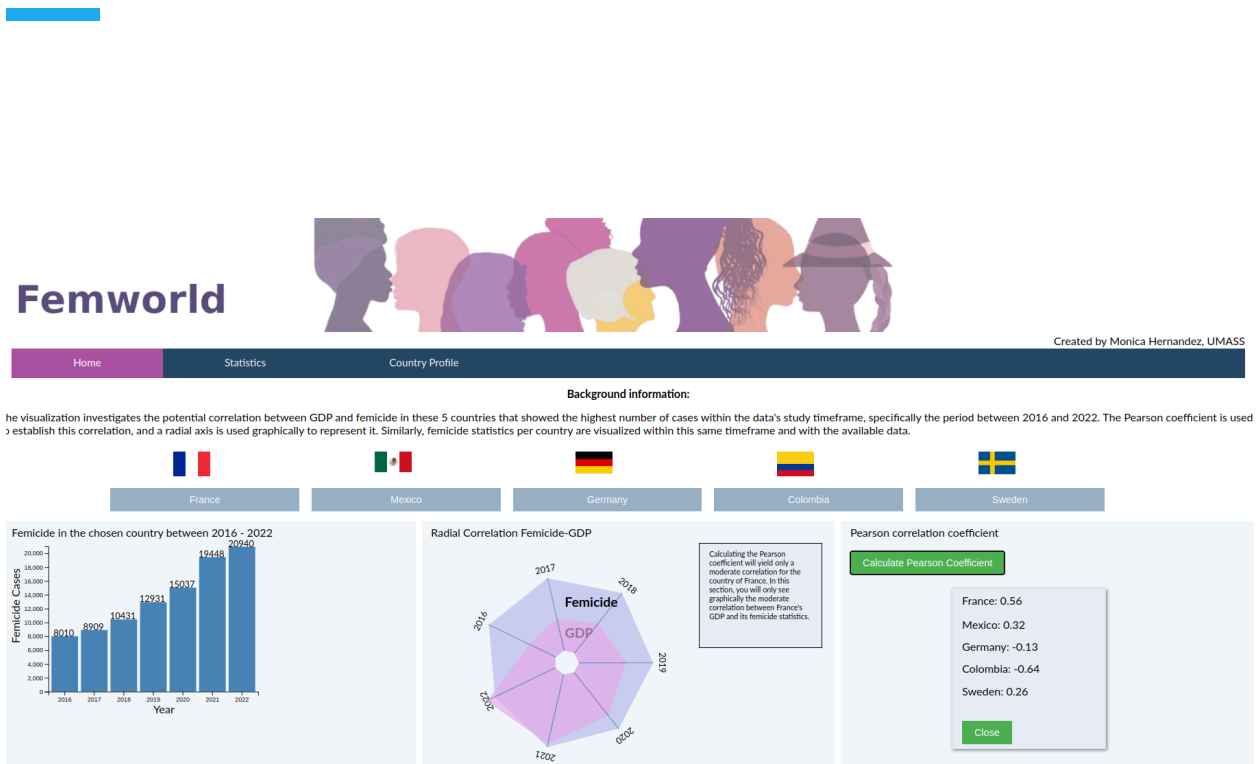 Femworld
Created by Monica Hernandez, UMASS
Home
Statistics
Country Profile
Background information:
he visualization investigates the potential correlation between GDP and femicide in these 5 countries that showed the highest number of cases within the data's study timeframe, specifically the period between 2016 and 2022. The Pearson coefficient is used
o establish this correlation, and a radial axis is used graphically to represent it. Similarly, femicide statistics per country are visualized within this same timeframe and with the available data.
France
Mexico
Germany
Colombia
Sweden
Femicide in the chosen country between 2016 - 2022
20,000
18,000
16,000
14,000
12,000
10,000
8,000
6,000
4,000
2,000
0
Femicide Cases
8010
8909
10431
12931
15037
19448
20940
2016
2017
2018
2019
2020
2021
2022
Year
Radial Correlation Femicide-GDP
2016
2017
2018
2019
2020
2021
2022
Femicide
GDP
Calculating the Pearson
coefficient will yield only a
moderate correlation for the
country of France. In this
section, you will only see
graphically the moderate
correlation between France's
GDP and its femicide statistics.
Pearson correlation coefficient
Calculate Pearson Coefficient
France: 0.56
Mexico: 0.32
Germany: -0.13
Colombia: -0.64
Sweden: 0.26
Close